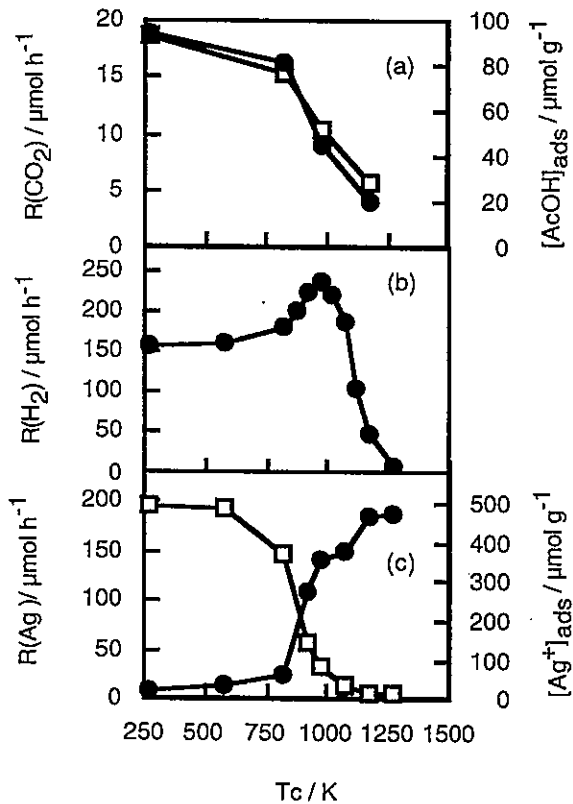 20
15
10
5
0
R(CO2) / μmol h⁻¹
(a)
100
80
60
40
20
0
[AcOH]ads / μmol g⁻¹
250
200
150
100
50
0
R(H2) / μmol h⁻¹
(b)
200
150
100
50
0
R(Ag) / μmol h⁻¹
(c)
500
400
300
200
100
0
[Ag⁺]ads / μmol g⁻¹
250 500 750 1000 1250 1500
Tc / K